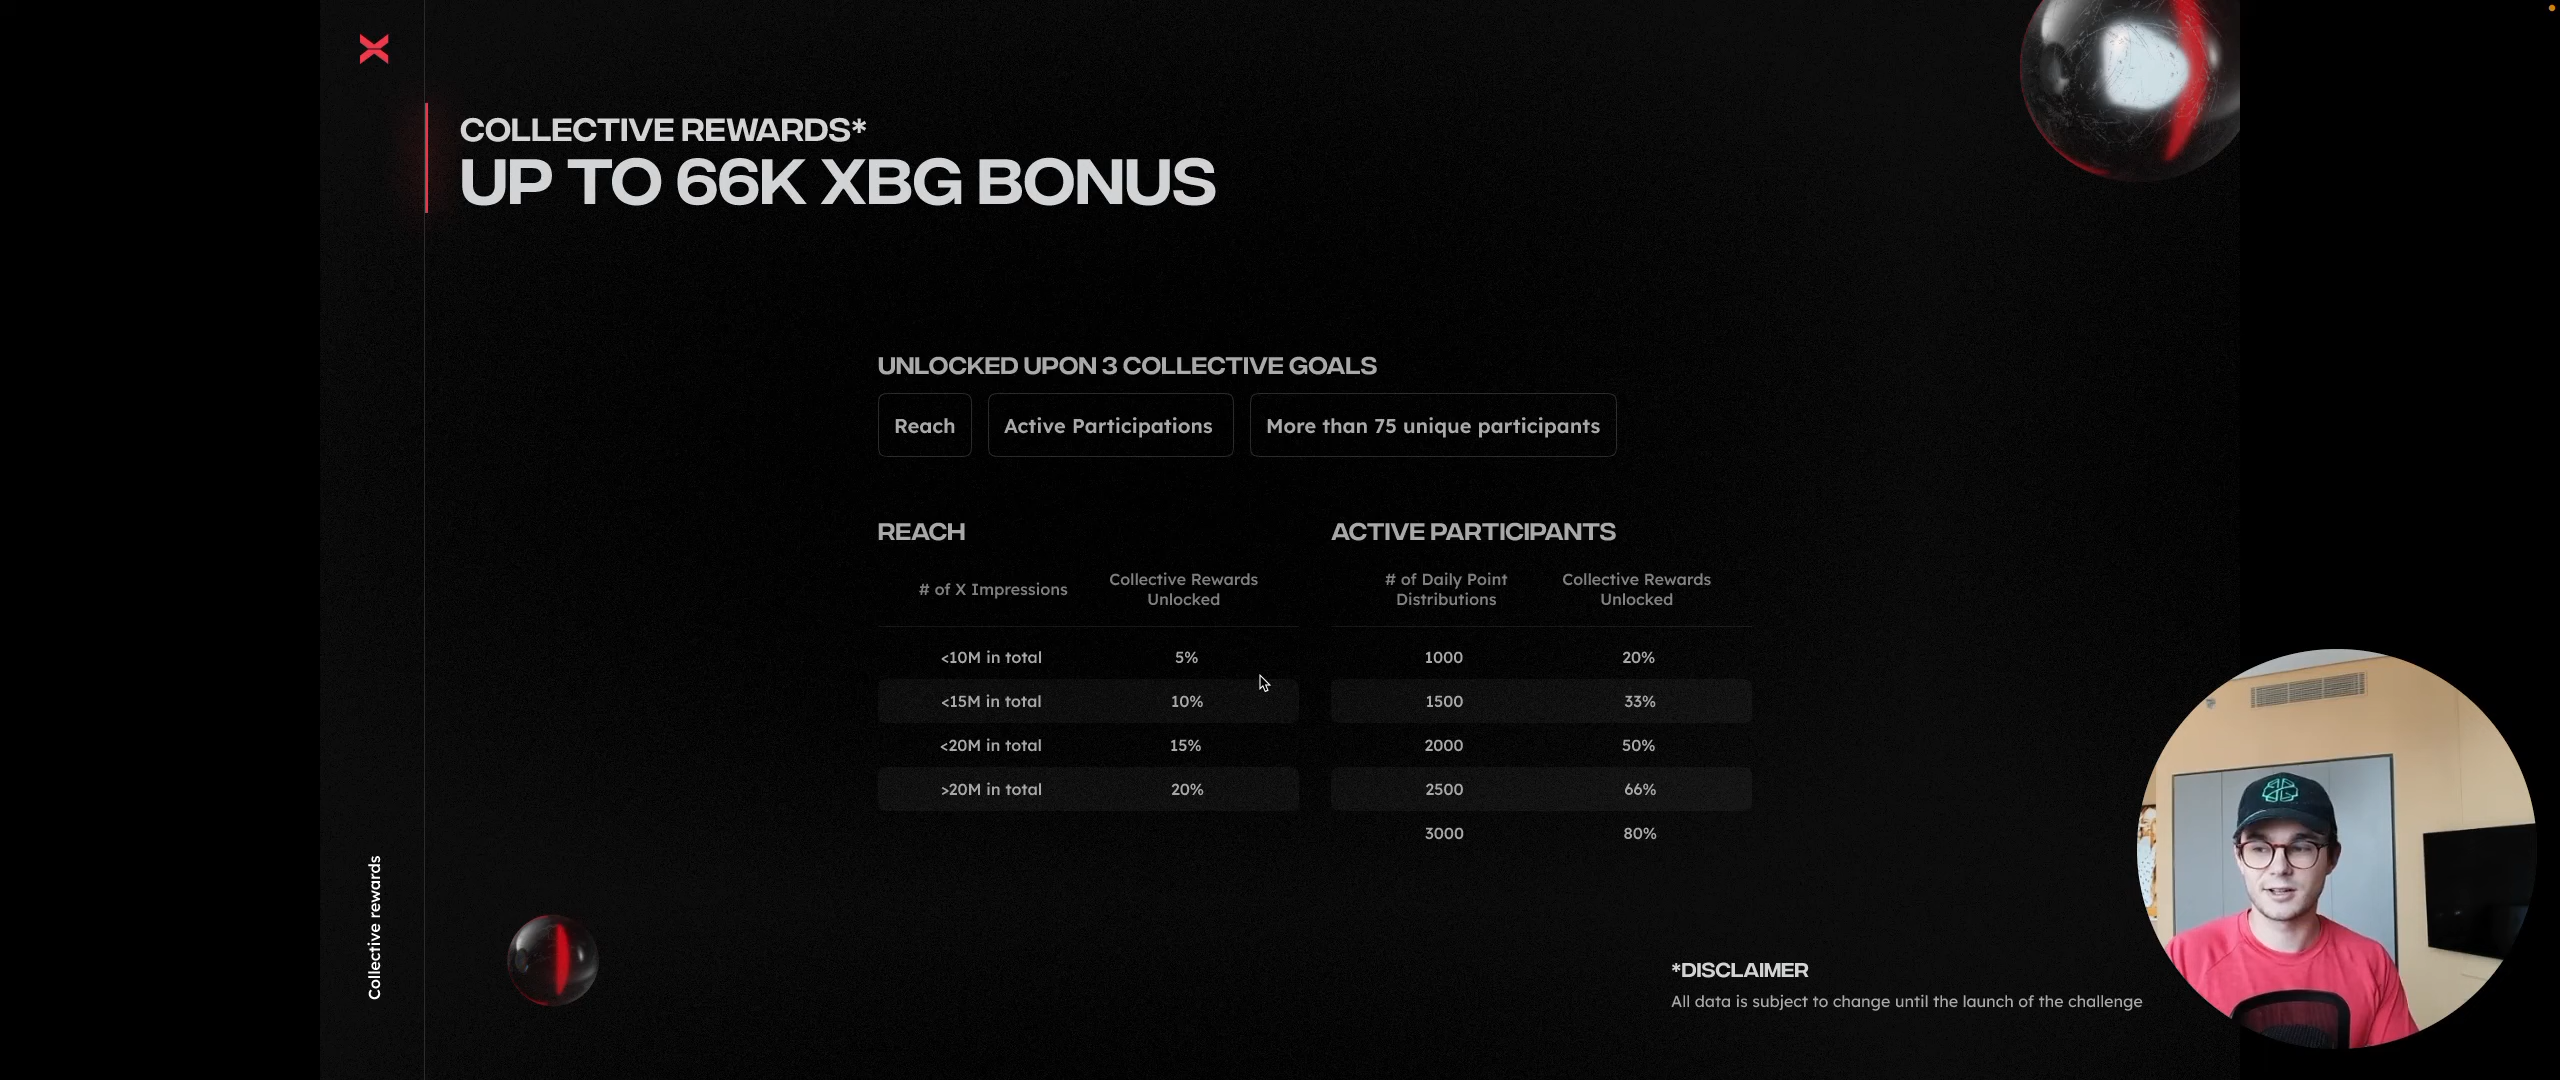 COLLECTIVE REWARDS*
UP TO 66K XBG BONUS
UNLOCKED UPON 3 COLLECTIVE GOALS
Reach Active Participations More than 75 unique participants
REACH
# of X Impressions Collective Rewards Unlocked
<10M in total 5%
<15M in total 10%
<20M in total 15%
>20M in total 20%
ACTIVE PARTICIPANTS
# of Daily Point Distributions Collective Rewards Unlocked
1000 20%
1500 33%
2000 50%
2500 66%
3000 80%
Collective rewards
*DISCLAIMER
All data is subject to change until the launch of the challenge